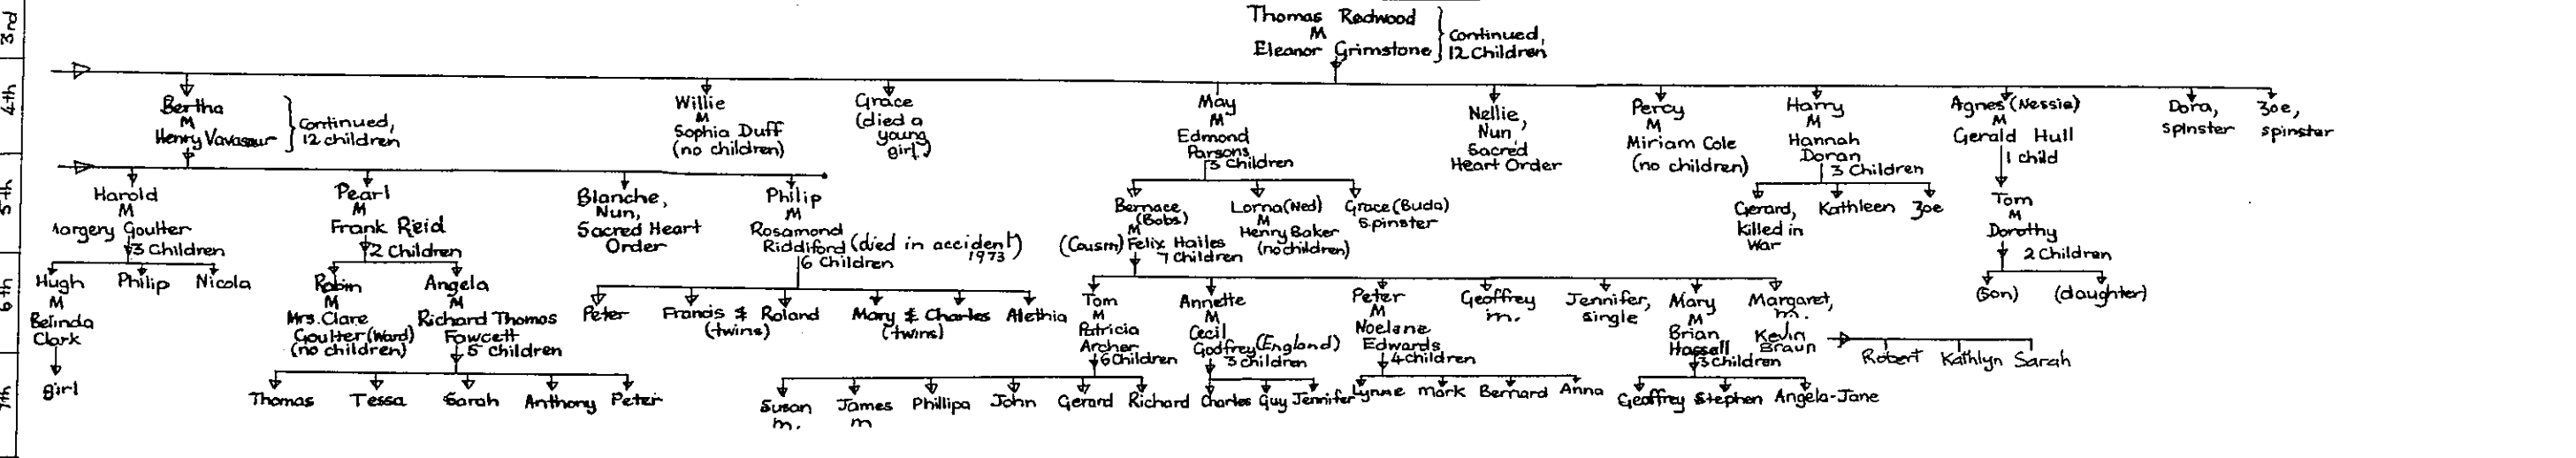 3rd
Thomas Redwood
M
Eleanor Grimstone
Continued,
12 Children
4th
Bertha
M
Henry Vavasour
Continued,
12 children
Willie
M
Sophia Duff
(no children)
Grace
(died a
young
girl.)
May
M
Edmond
Parsons
3 Children
Nellie,
Nun,
Sacred
Heart Order
Percy
M
Miriam Cole
(no children)
Harry
M
Hannah
Doran
3 Children
Agnes (Nessie)
M
Gerald Hull
1 child
Dora,
Spinster
Zoe,
spinster
5th
Harold
M
Margery Goulter
3 Children
Pearl
M
Frank Reid
2 Children
Blanche,
Nun,
Sacred Heart
Order
Philip
M
Rosamond
Riddiford (died in accident)
1973
6 Children
Bernace
(Bobs)
M
(Cousin) Felix Hailes
7 Children
Lorna (Ned)
M
Henry Baker
(no children)
Grace (Buda)
Spinster
Gerard,
Killed in
War
Kathleen
Zoe
Tom
M
Dorothy
2 Children
6th
Hugh
M
Belinda
Clark
Philip
Nicola
Robin
M
Mrs. Clare
Goulter (Ward)
(no children)
Angela
M
Richard Thomas
Fawcett
5 Children
Peter
Francis & Roland
(twins)
Mary & Charles
(twins)
Alethia
Tom
M
Patricia
Archer
6 Children
Annette
M
Cecil
Godfrey (England)
3 children
Peter
M
Noelane
Edwards
4 children
Geoffrey
m.
Jennifer,
single
Mary
M
Brian
Hassell
3 Children
Margaret,
m.
Kevin
Braun
Robert Kathlyn Sarah
(son)
(daughter)
7th
girl
Thomas Tessa Sarah Anthony Peter
Susan
m.
James
m
Phillipa John Gerard Richard
Charles Guy Jennifer
Lynne Mark Bernard Anna
Geoffrey Stephen Angela-Jane